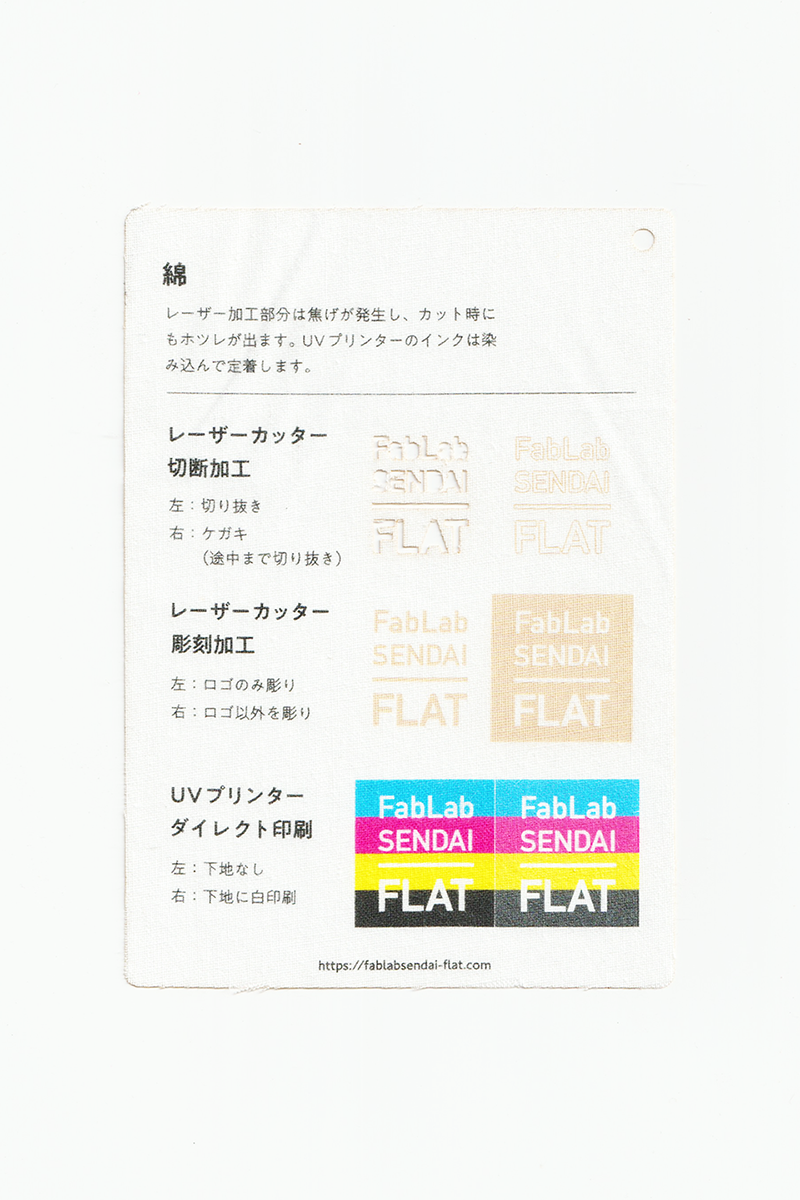 綿
レーザー加工部分は焦げが発生し、カット時に
もホツレが出ます。UVプリンターのインクは染
み込んで定着します。
レーザーカッター
切断加工
左：切り抜き
右：ケガキ
（途中まで切り抜き）
FabLab
SENDAI
FLAT
FabLab
SENDAI
FLAT
レーザーカッター
彫刻加工
左：ロゴのみ彫り
右：ロゴ以外を彫り
FabLab
SENDAI
FLAT
FabLab
SENDAI
FLAT
UVプリンター
ダイレクト印刷
左：下地なし
右：下地に白印刷
FabLab
SENDAI
FLAT
FabLab
SENDAI
FLAT
https://fablabsendai-flat.com